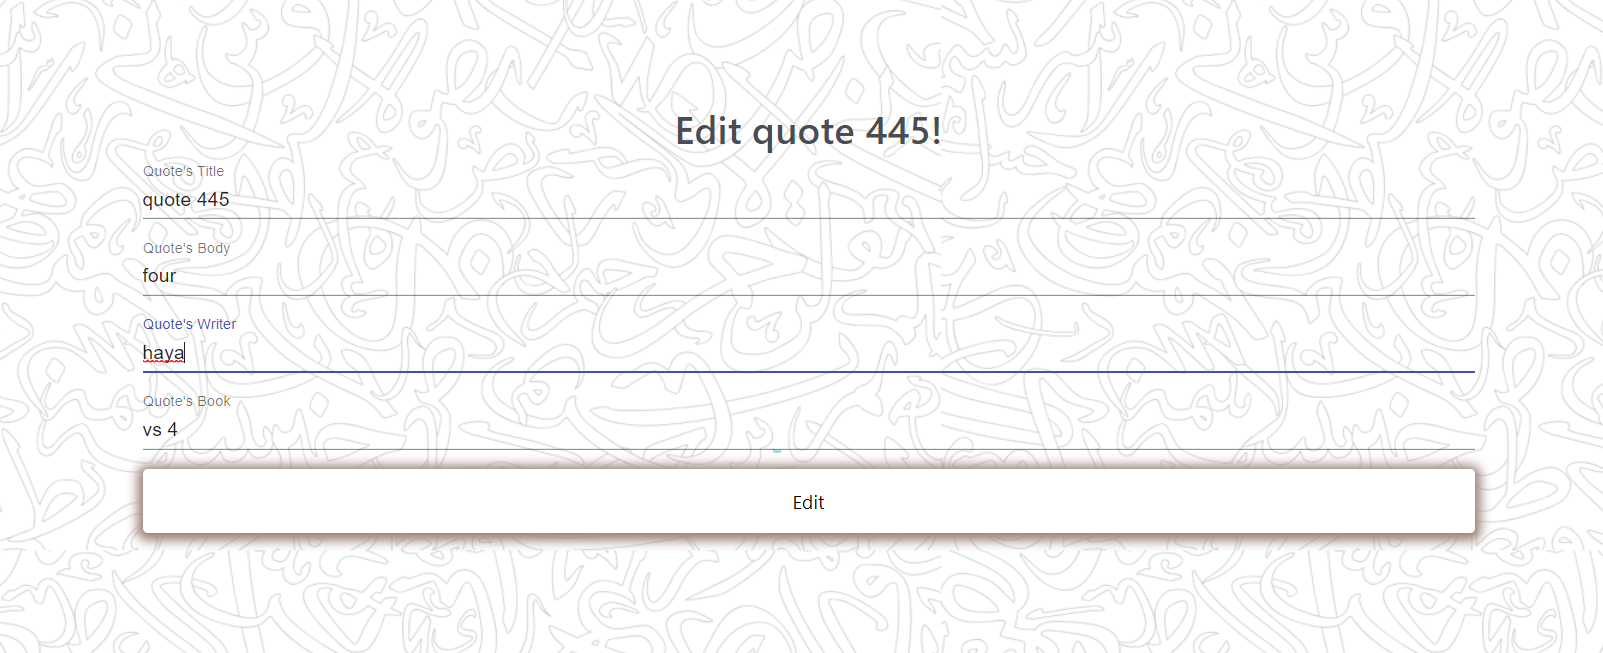 Edit quote 445!
Quote's Title
quote 445
Quote's Body
four
Quote's Writer
haya
Quote's Book
vs 4
Edit